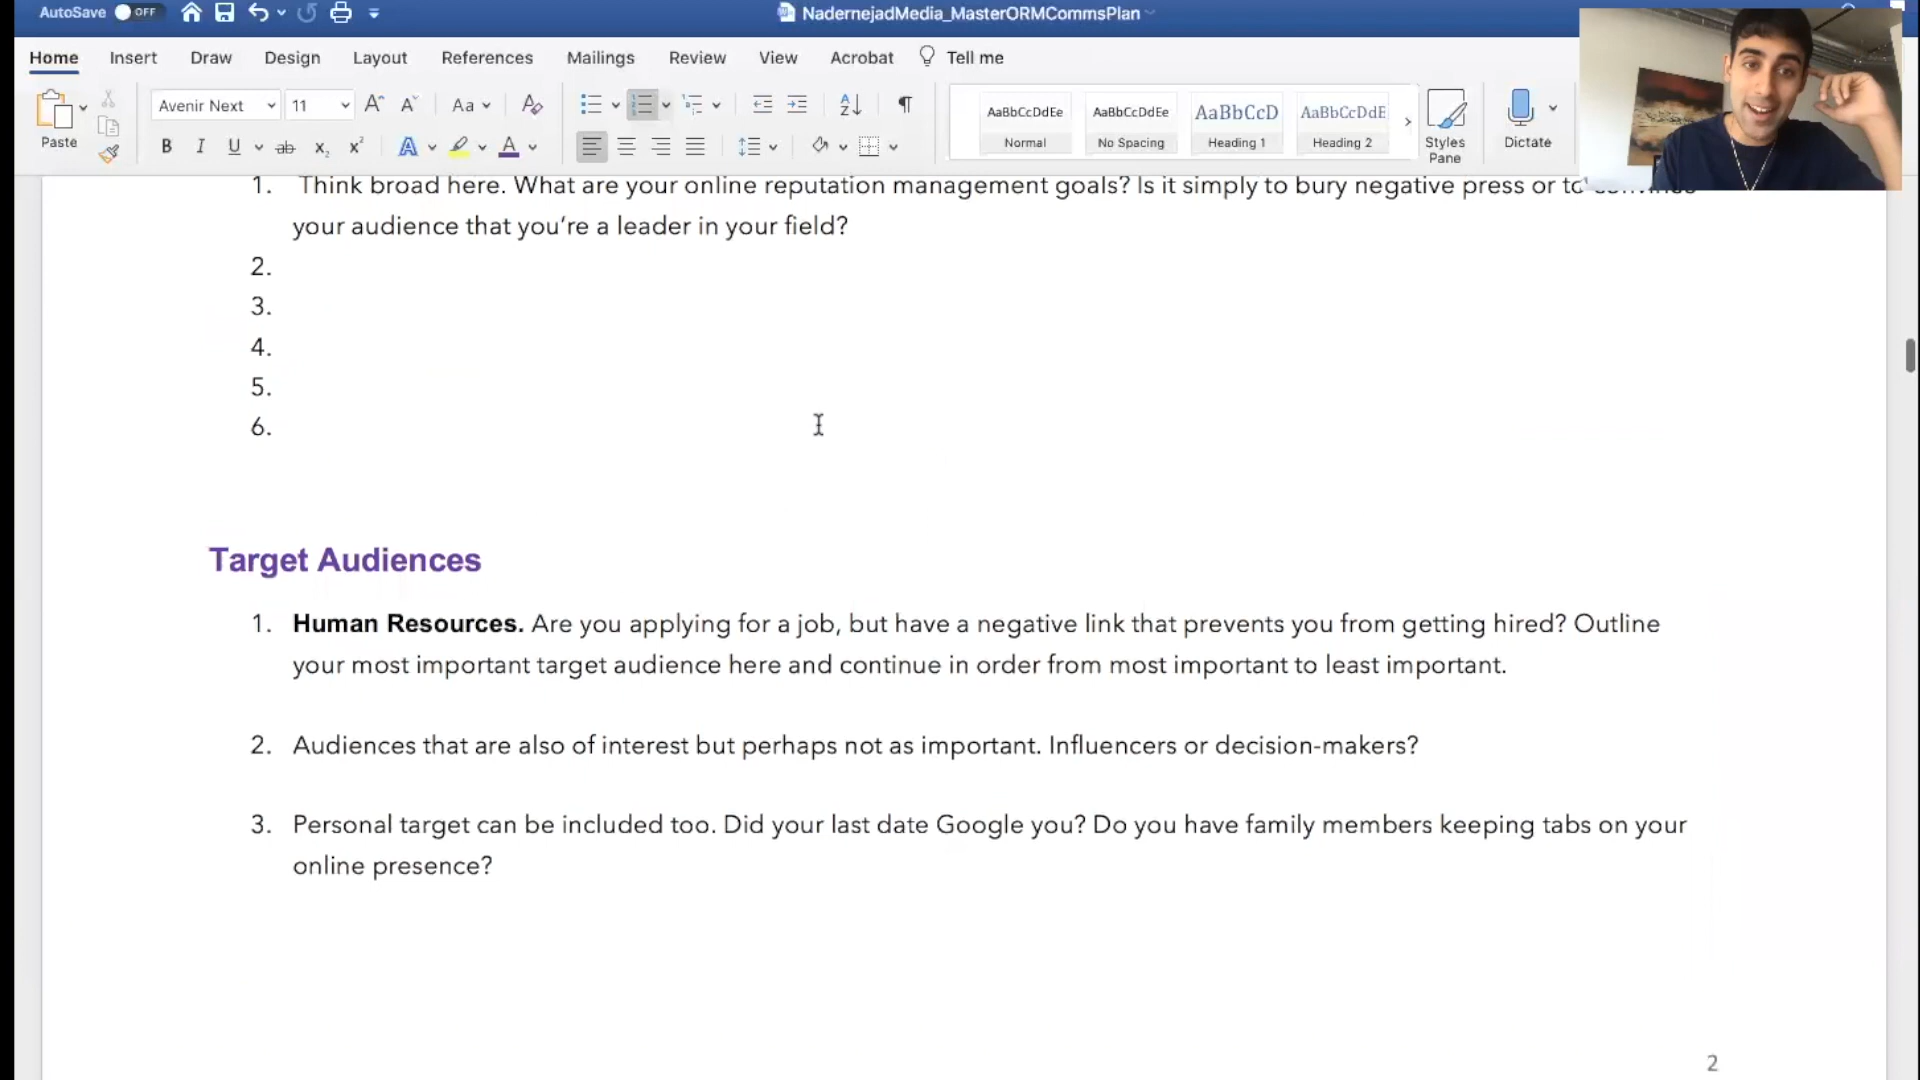 AutoSave OFF NadernejadMedia_MasterORMCommsPlan
Home Insert Draw Design Layout References Mailings Review View Acrobat Tell me
Paste
Avenir Next 11 Aa
AaBbCcDdEe AaBbCcDdEe AaBbCcD AaBbCcDdE
Normal No Spacing Heading 1 Heading 2
Styles
Pane
Dictate
1. Think broad here. What are your online reputation management goals? Is it simply to bury negative press or to
your audience that you’re a leader in your field?
2.
3.
4.
5.
6.
Target Audiences
1. Human Resources. Are you applying for a job, but have a negative link that prevents you from getting hired? Outline
your most important target audience here and continue in order from most important to least important.
2. Audiences that are also of interest but perhaps not as important. Influencers or decision-makers?
3. Personal target can be included too. Did your last date Google you? Do you have family members keeping tabs on your
online presence?
2